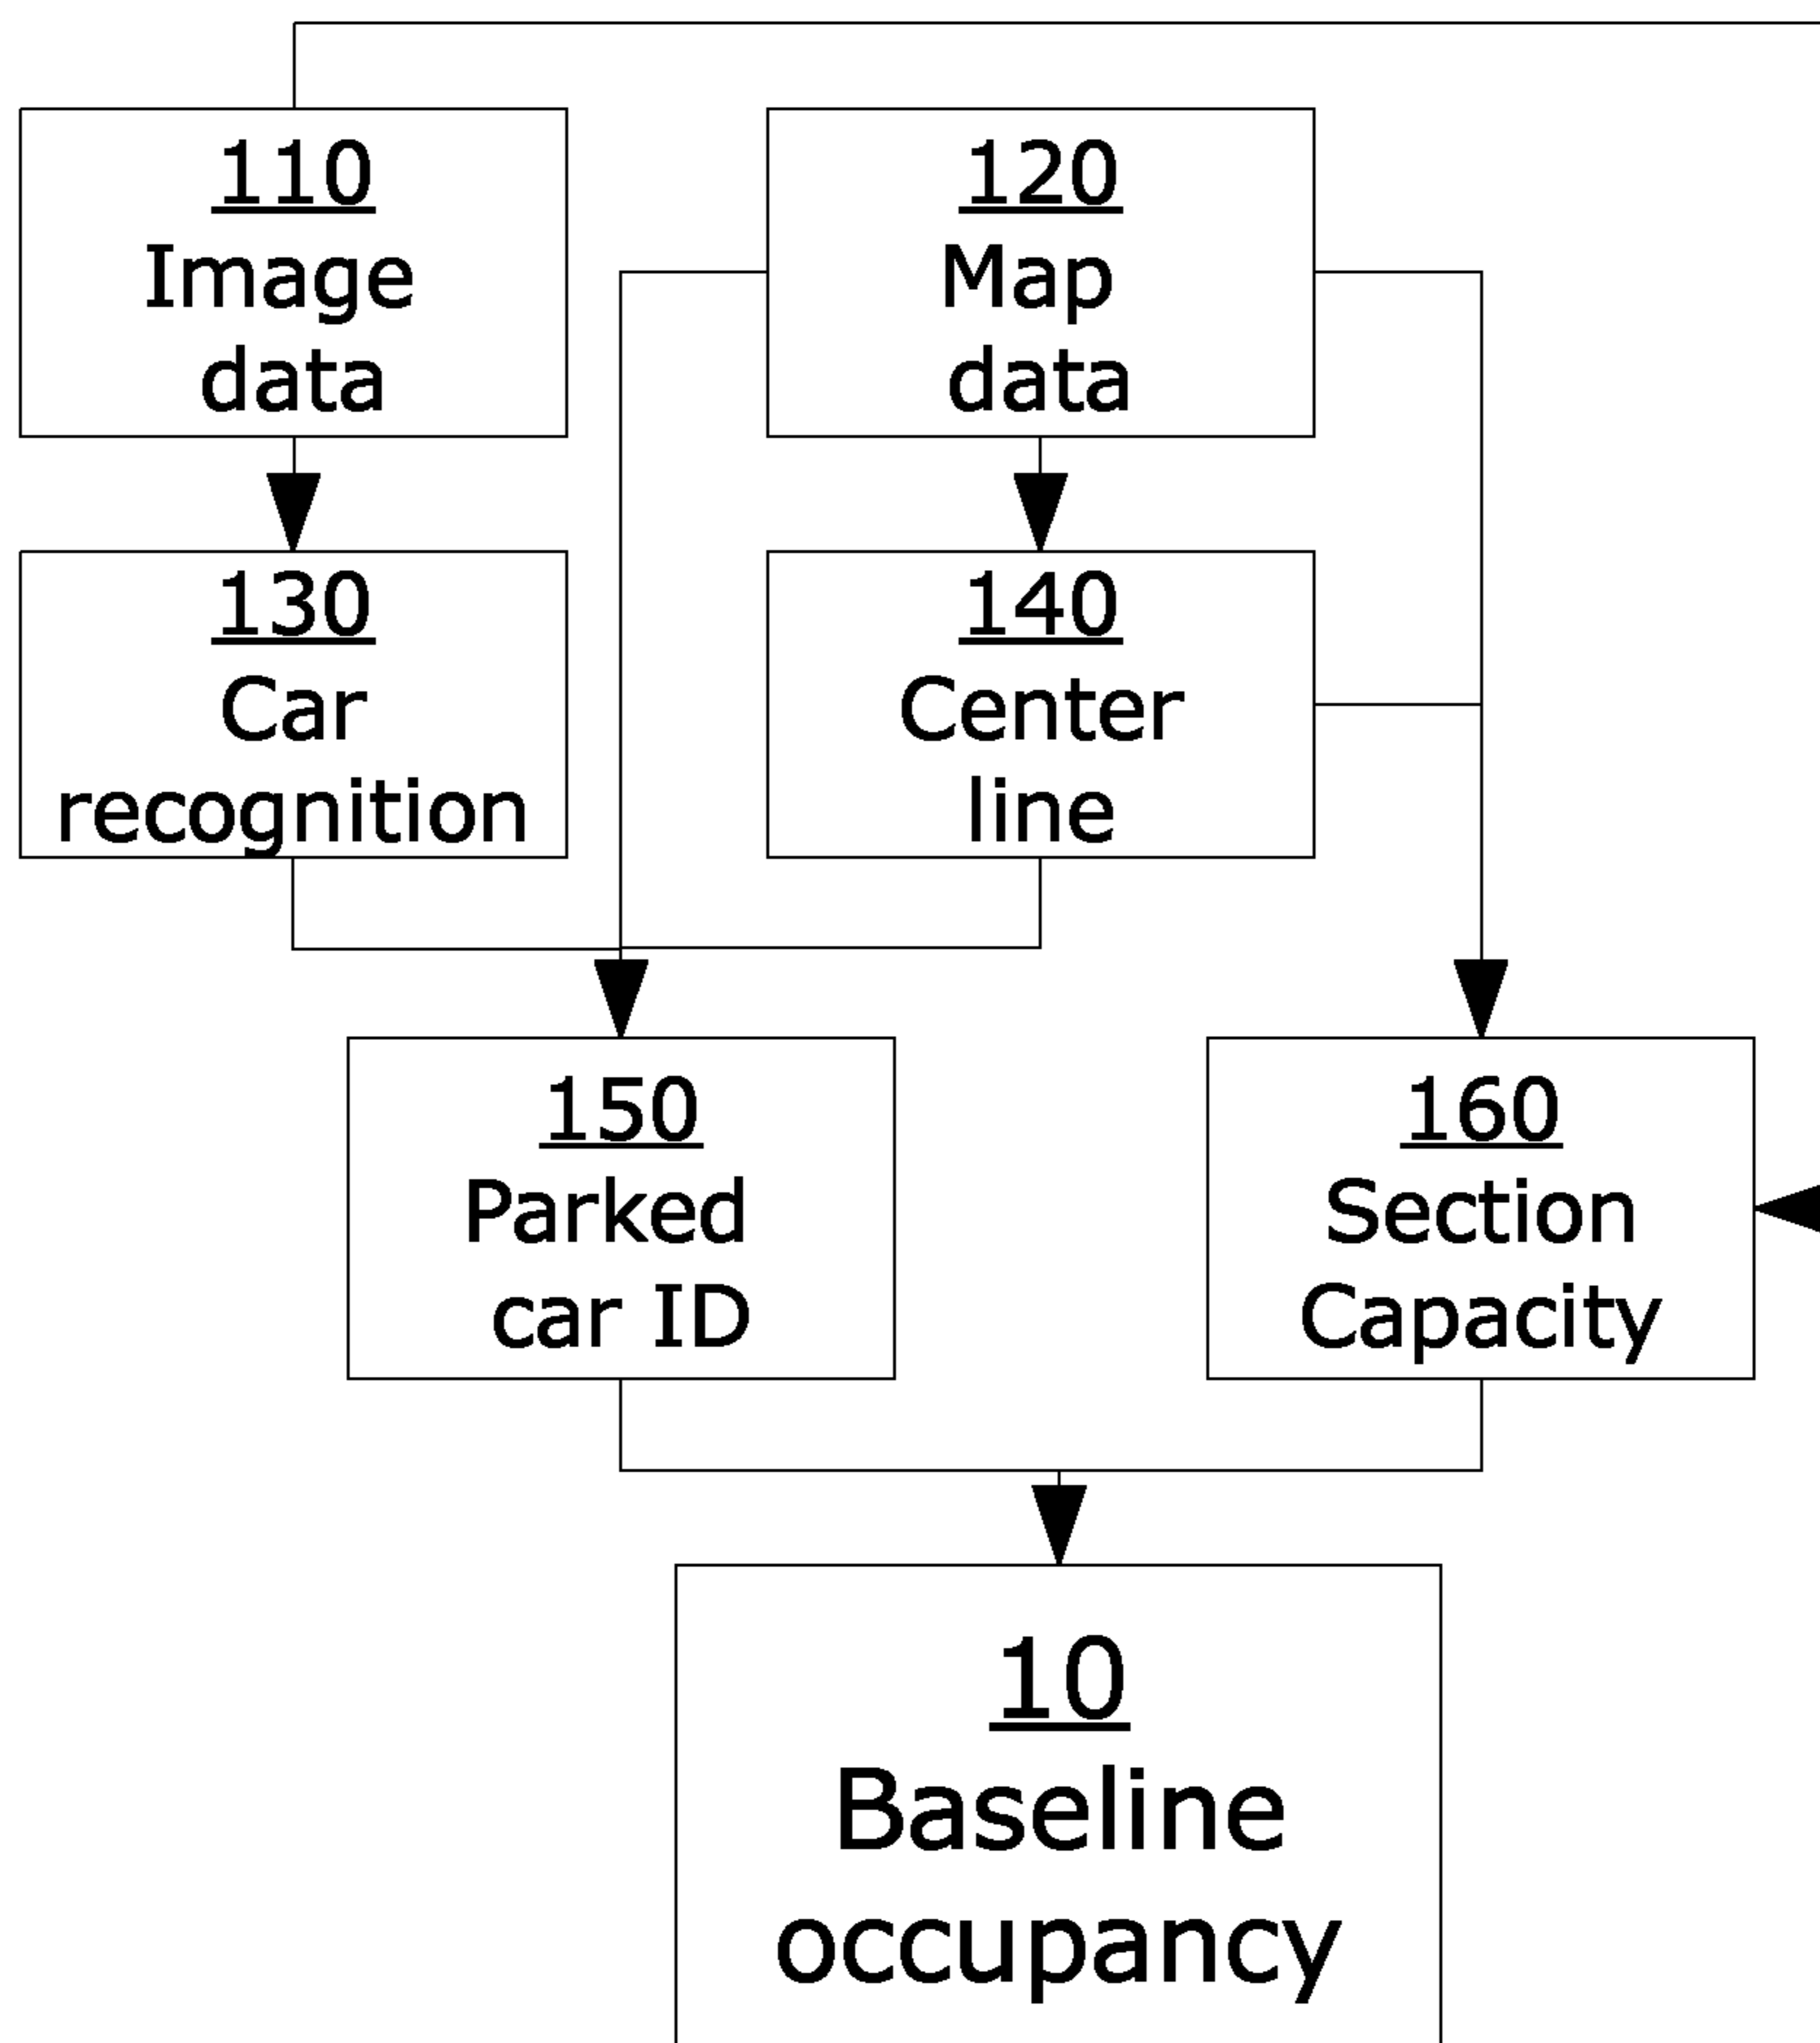 110
Image
data
120
Map
data
130
Car
recognition
140
Center
line
150
Parked
car ID
160
Section
Capacity
10
Baseline
occupancy